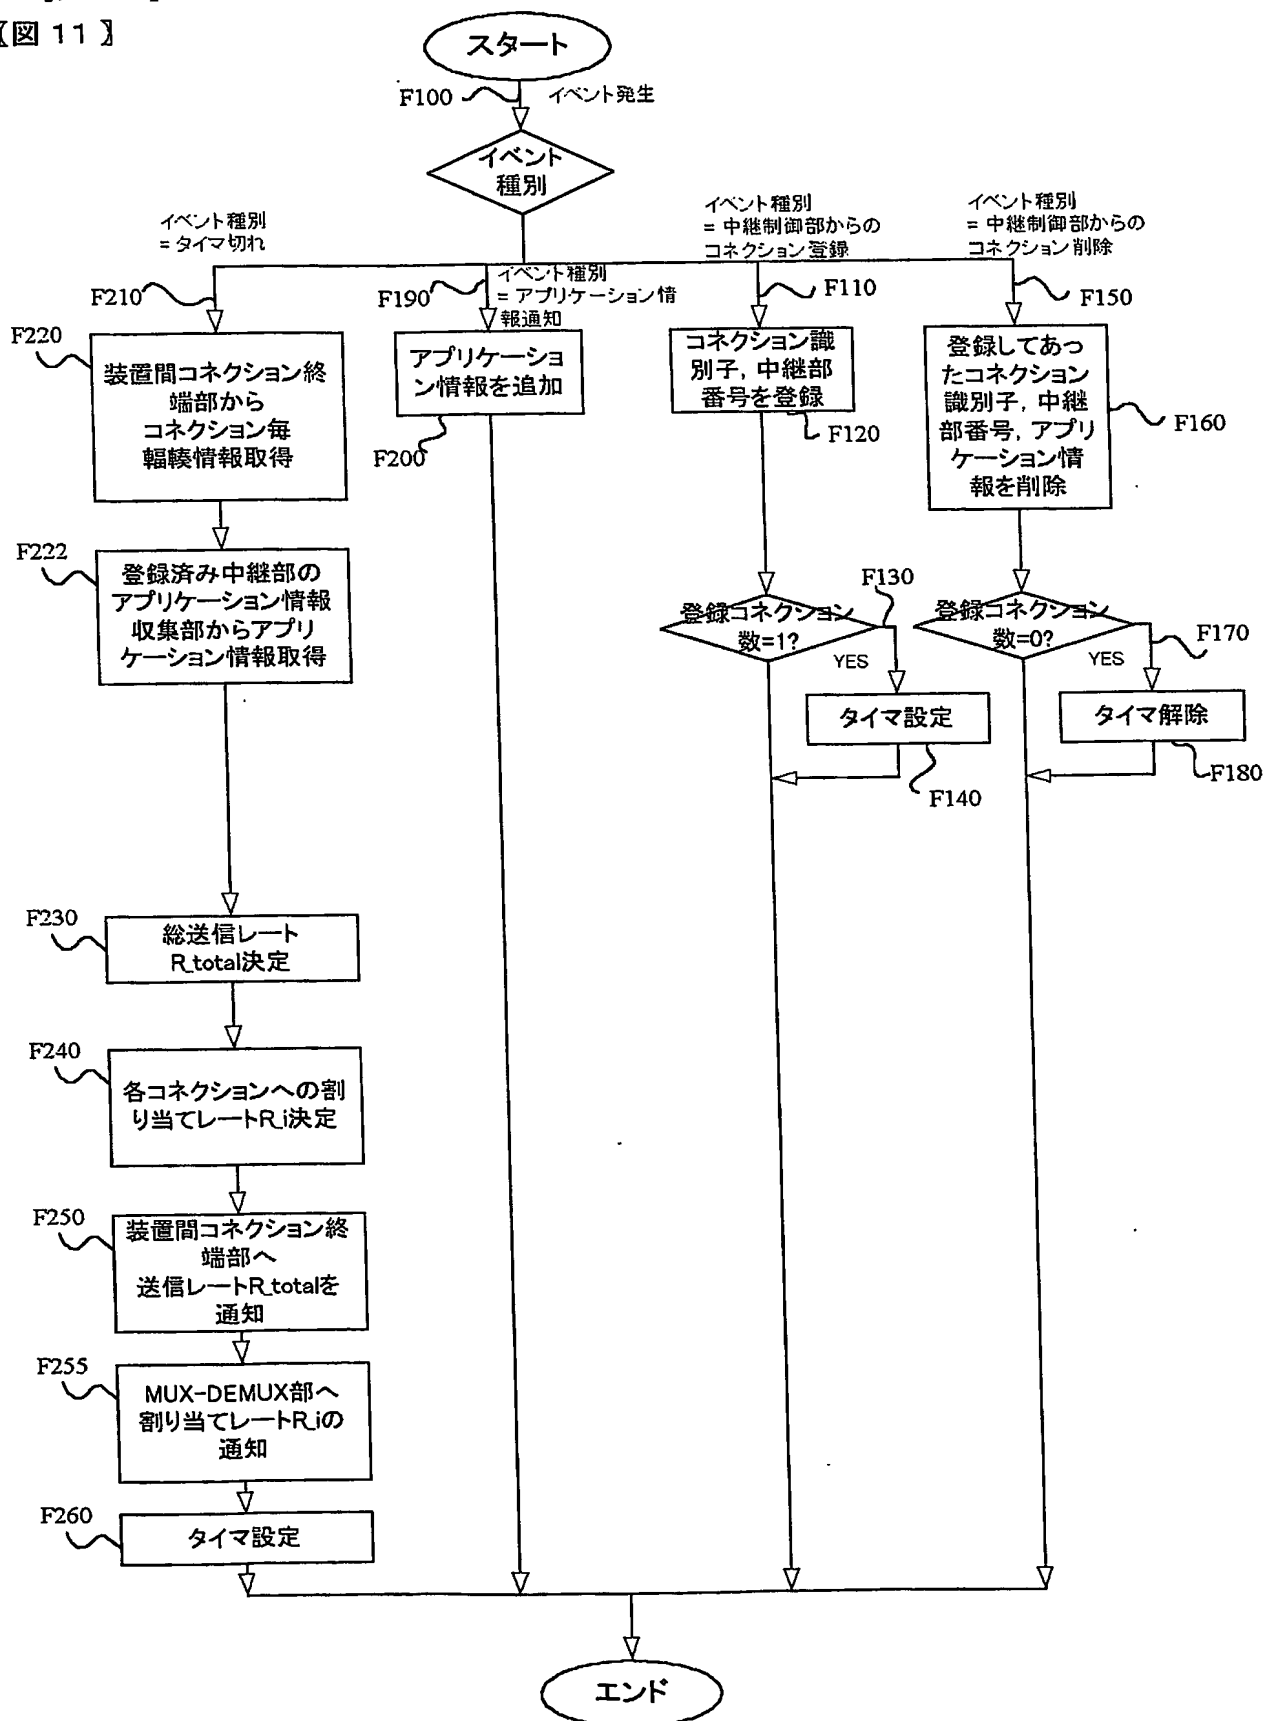 【図 11 】
スタート
F100
イベント発生
イベント
種別
イベント種別
= タイマ切れ
イベント種別
= アプリケーション情
報通知
イベント種別
= 中継制御部からの
コネクション登録
イベント種別
= 中継制御部からの
コネクション削除
F210
F190
F110
F150
F220
装置間コネクション終
端部から
コネクション毎
輻輳情報取得
アプリケーショ
ン情報を追加
F200
コネクション識
別子, 中継部
番号を登録
F120
登録してあっ
たコネクション
識別子, 中継
部番号, アプリ
ケーション情
報を削除
F160
F222
登録済み中継部の
アプリケーション情報
収集部からアプリ
ケーション情報取得
登録コネクション
数=1?
F130
YES
タイマ設定
F140
登録コネクション
数=0?
F170
YES
タイマ解除
F180
F230
総送信レート
R_total決定
F240
各コネクションへの割
り当てレートR_i決定
F250
装置間コネクション終
端部へ
送信レートR_totalを
通知
F255
MUX-DEMUX部へ
割り当てレートR_iの
通知
F260
タイマ設定
エンド